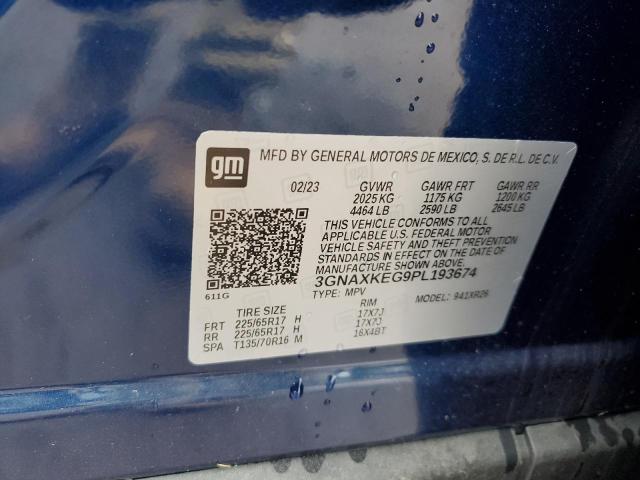 gm MFD BY GENERAL MOTORS DE MEXICO, S. DE R.L. DE C.V.
02/23 GVWR GAWR FRT GAWR RR
2025 KG 1175 KG 1200 KG
4464 LB 2590 LB 2645 LB
THIS VEHICLE CONFORMS TO ALL
APPLICABLE U.S. FEDERAL MOTOR
VEHICLE SAFETY AND THEFT PREVENTION
STANDARDS IN EFFECT ON THE DATE OF
MANUFACTURE SHOWN ABOVE.
3GNAXKEG9PL193674
611G TYPE: MPV MODEL: 941XR26
TIRE SIZE RIM
FRT 225/65R17 H 17X7J
RR 225/65R17 H 17X7J
SPA T135/70R16 M 16X4BT